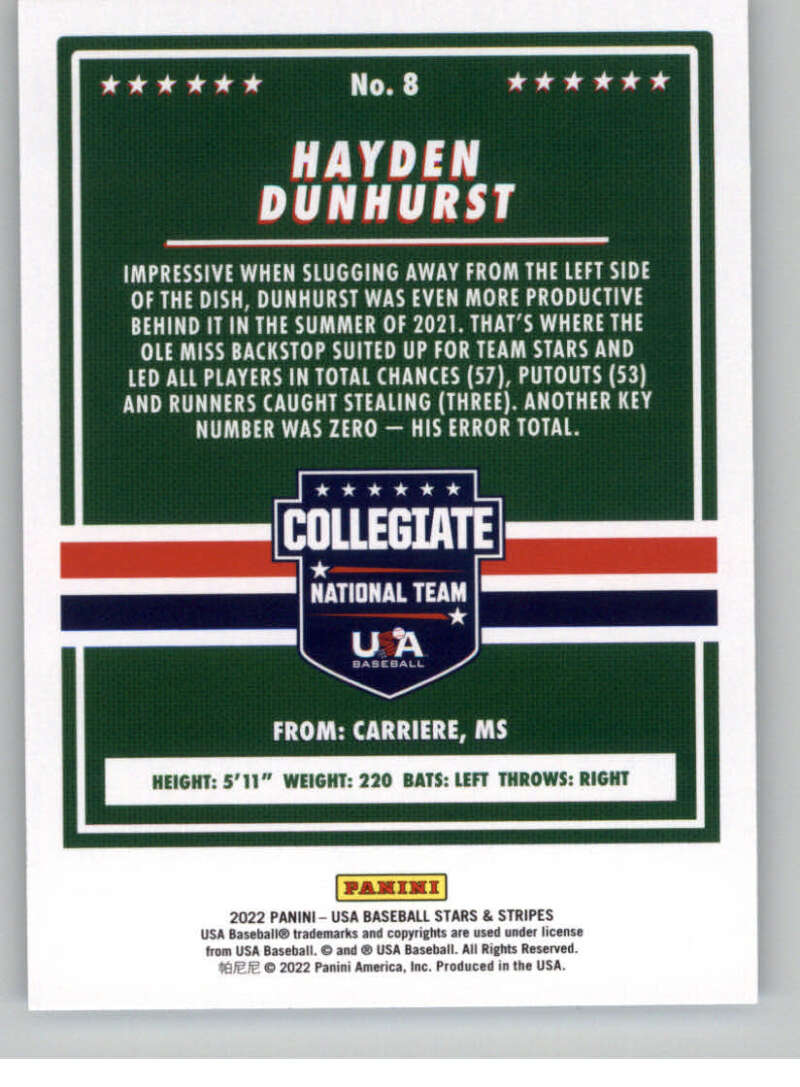 No. 8
HAYDEN
DUNHURST
IMPRESSIVE WHEN SLUGGING AWAY FROM THE LEFT SIDE
OF THE DISH, DUNHURST WAS EVEN MORE PRODUCTIVE
BEHIND IT IN THE SUMMER OF 2021. THAT'S WHERE THE
OLE MISS BACKSTOP SUITED UP FOR TEAM STARS AND
LED ALL PLAYERS IN TOTAL CHANCES (57), PUTOUTS (53)
AND RUNNERS CAUGHT STEALING (THREE). ANOTHER KEY
NUMBER WAS ZERO — HIS ERROR TOTAL.
COLLEGIATE
NATIONAL TEAM
USA
BASEBALL
FROM: CARRIERE, MS
HEIGHT: 5'11" WEIGHT: 220 BATS: LEFT THROWS: RIGHT
PANINI
2022 PANINI – USA BASEBALL STARS & STRIPES
USA Baseball® trademarks and copyrights are used under license
from USA Baseball. © and ® USA Baseball. All Rights Reserved.
帕尼尼 © 2022 Panini America, Inc. Produced in the USA.